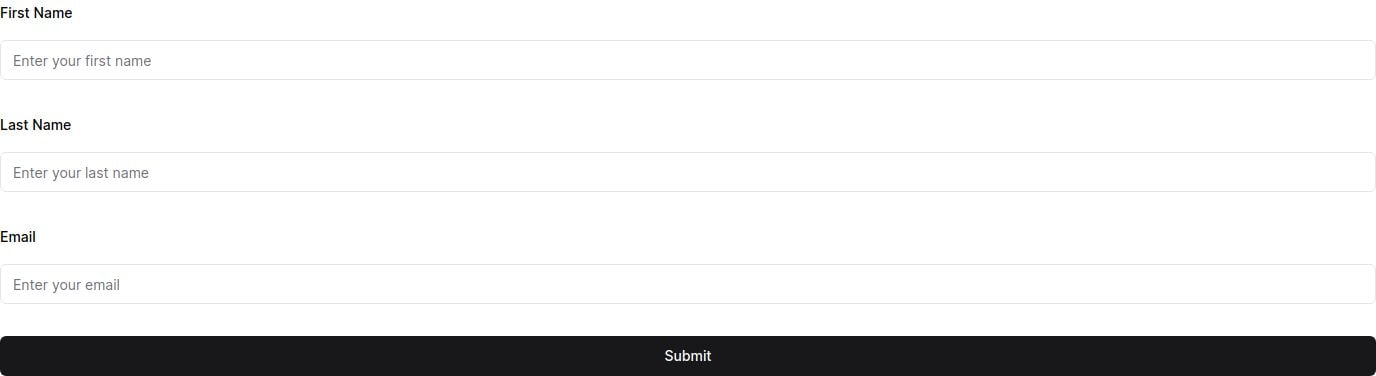 First Name
Enter your first name
Last Name
Enter your last name
Email
Enter your email
Submit